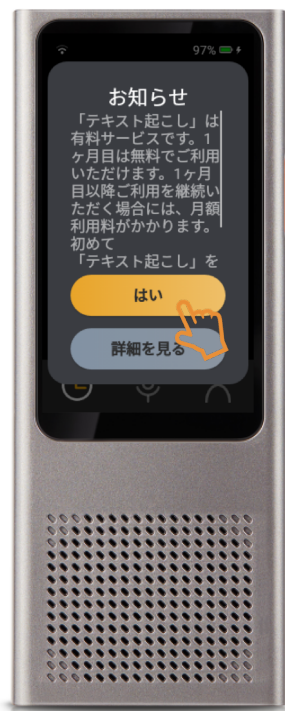 97%
お知らせ
「テキスト起こし」は
有料サービスです。1
ヶ月目は無料でご利用
いただけます。1ヶ月
目以降ご利用を継続い
ただく場合には、月額
利用料がかかります。
初めて
「テキスト起こし」を
はい
詳細を見る